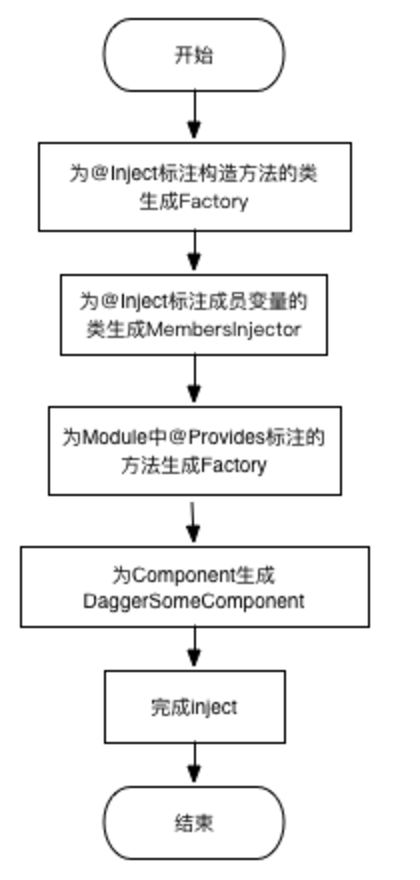 开始
为@Inject标注构造方法的类
生成Factory
为@Inject标注成员变量的
类生成MembersInjector
为Module中@Provides标注的
方法生成Factory
为Component生成
DaggerSomeComponent
完成inject
结束